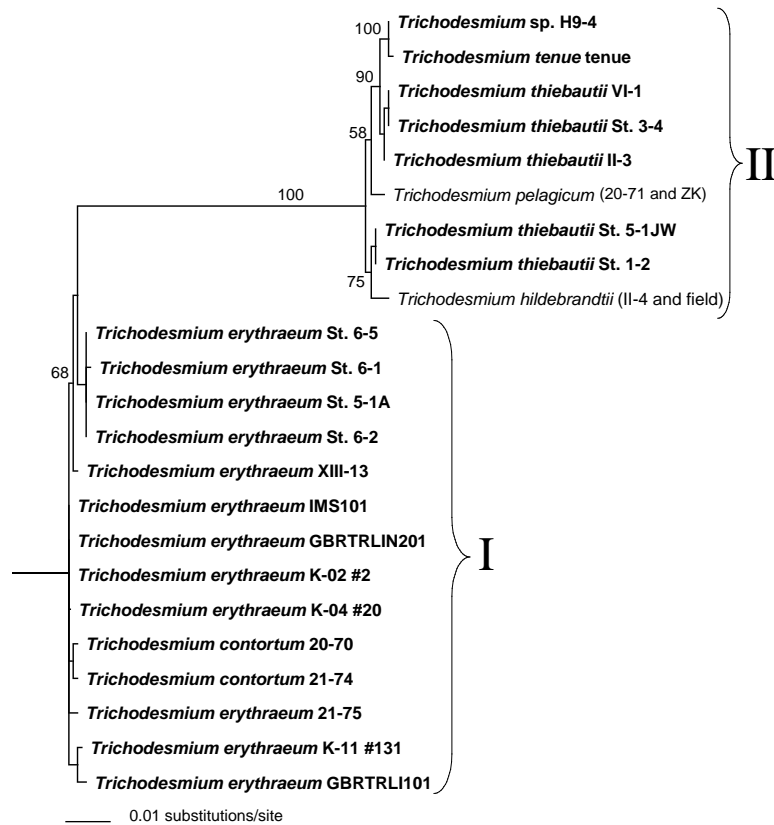 Trichodesmium sp. H9-4
100
Trichodesmium tenue tenue
90
Trichodesmium thiebautii VI-1
Trichodesmium thiebautii St. 3-4
58
Trichodesmium thiebautii II-3
II
Trichodesmium pelagicum (20-71 and ZK)
100
Trichodesmium thiebautii St. 5-1JW
Trichodesmium thiebautii St. 1-2
75
Trichodesmium hildebrandtii (II-4 and field)
Trichodesmium erythraeum St. 6-5
68
Trichodesmium erythraeum St. 6-1
Trichodesmium erythraeum St. 5-1A
Trichodesmium erythraeum St. 6-2
Trichodesmium erythraeum XIII-13
Trichodesmium erythraeum IMS101
Trichodesmium erythraeum GBRTRLIN201
I
Trichodesmium erythraeum K-02 #2
Trichodesmium erythraeum K-04 #20
Trichodesmium contortum 20-70
Trichodesmium contortum 21-74
Trichodesmium erythraeum 21-75
Trichodesmium erythraeum K-11 #131
Trichodesmium erythraeum GBRTRLI101
0.01 substitutions/site